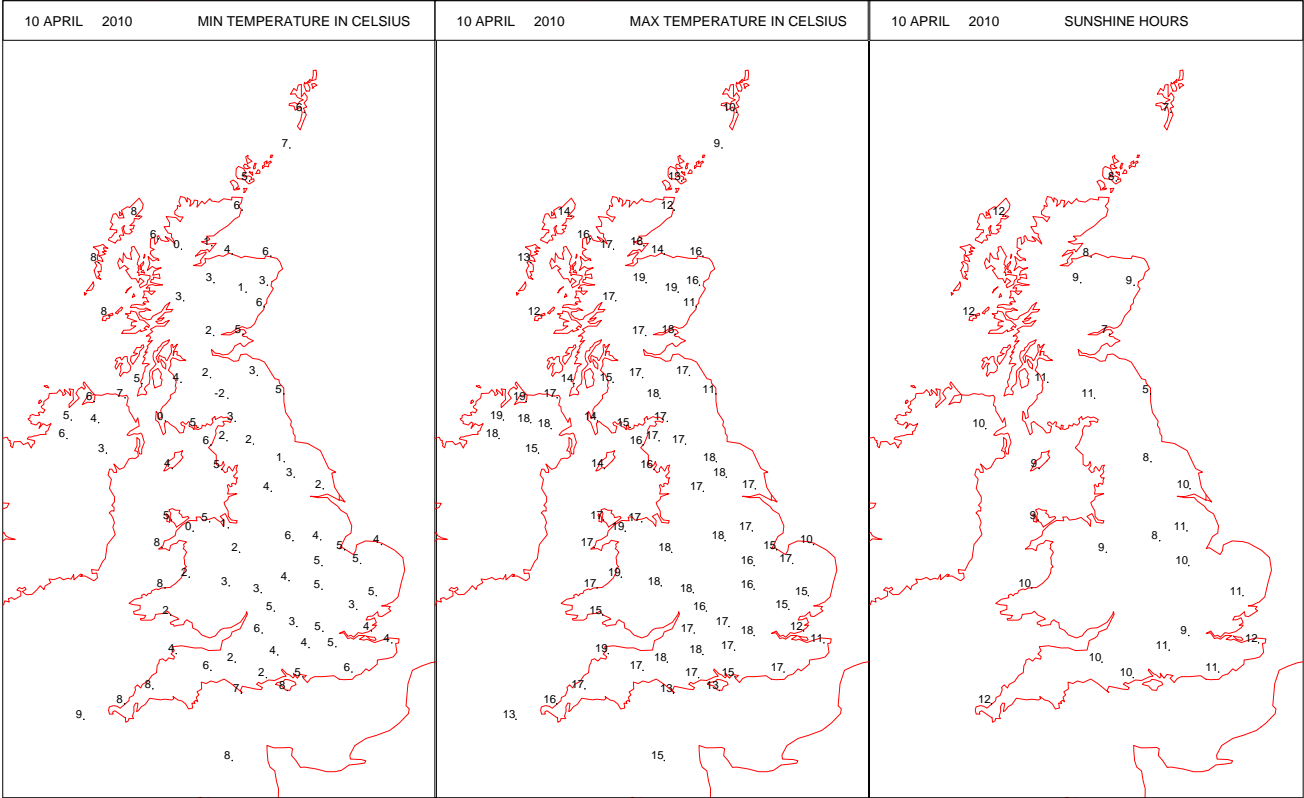 10 APRIL 2010 MIN TEMPERATURE IN CELSIUS
6.
7.
5.
8. 6.
6.
0. -1.
4. 6.
8.
3. 3.
1.
3. 6.
8.
2. 5.
2. 3.
5. 4.
6. 7. -2. 5.
5. 4. 0. 5. 3.
6. 6. 2. 2.
3.
4. 5. 1.
3.
4. 2.
5. 5.
0. 1.
8. 6. 4. 4.
2. 5. 5.
5.
8. 2. 3. 4.
3. 5. 5.
2. 5. 3.
3. 5. 4.
6. 4. 5. 4.
4. 2. 4. 5.
6. 2. 5. 6.
8. 7. 8.
8.
9.
8.
10 APRIL 2010 MAX TEMPERATURE IN CELSIUS
10.
9.
13.
14. 12.
16. 17. 16.
14. 16.
13.
19. 16.
19.
17. 11.
12.
17. 18.
17. 17.
14. 15.
19. 17. 18. 11.
19. 18. 18. 14. 15. 17.
18. 16. 17. 17.
15.
14. 16. 18.
18.
17. 17.
17. 17.
19. 17.
17. 18. 15. 10.
18. 16. 17.
17. 19. 18. 18. 16. 15.
15. 16. 15.
17. 17. 18. 12. 11.
19. 18. 17.
17. 18. 15. 17.
17. 13. 17. 13.
16.
13.
15.
10 APRIL 2010 SUNSHINE HOURS
7.
8.
12.
8.
9. 9.
12.
7.
11.
11. 5.
10.
9. 8.
10.
9. 11.
9. 8.
10.
10. 11.
9. 12.
11.
10. 10. 11.
12.